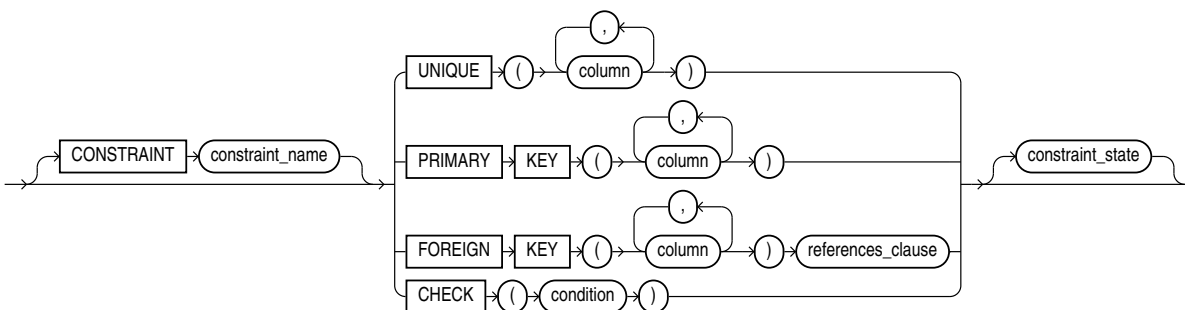 ,
UNIQUE ( column )
,
CONSTRAINT constraint_name PRIMARY KEY ( column ) constraint_state
,
FOREIGN KEY ( column ) references_clause
CHECK ( condition )